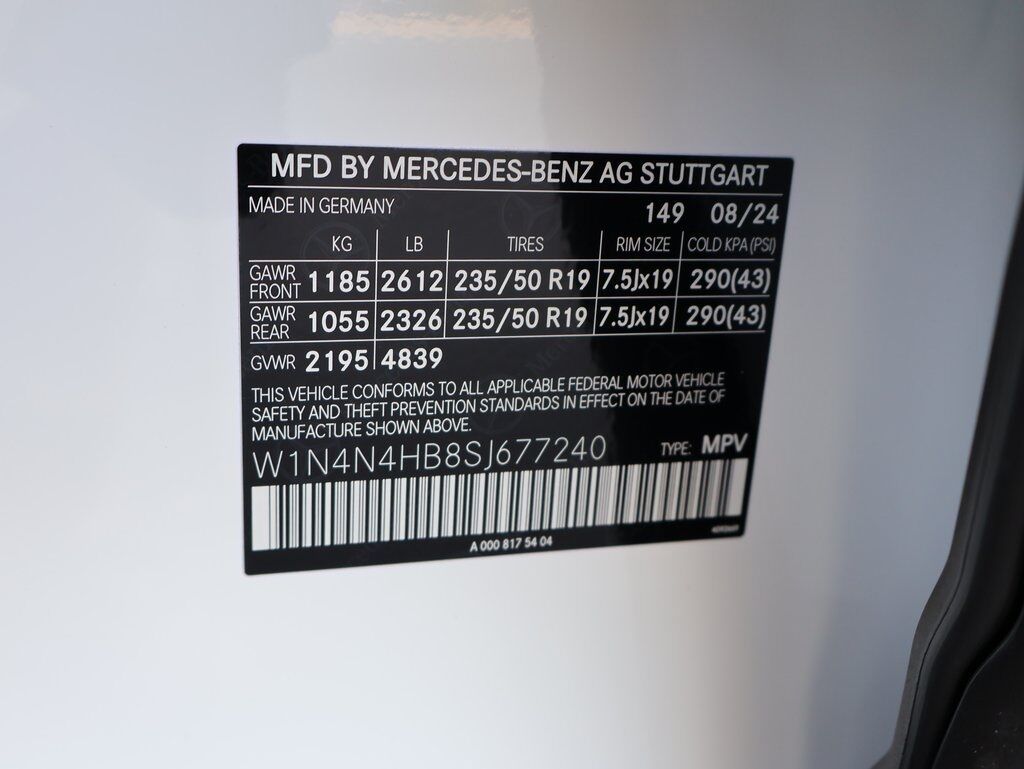 MFD BY MERCEDES-BENZ AG STUTTGART
MADE IN GERMANY 149 08/24
KG LB TIRES RIM SIZE COLD KPA (PSI)
GAWR FRONT 1185 2612 235/50 R19 7.5Jx19 290(43)
GAWR REAR 1055 2326 235/50 R19 7.5Jx19 290(43)
GVWR 2195 4839
THIS VEHICLE CONFORMS TO ALL APPLICABLE FEDERAL MOTOR VEHICLE
SAFETY AND THEFT PREVENTION STANDARDS IN EFFECT ON THE DATE OF
MANUFACTURE SHOWN ABOVE.
W1N4N4HB8SJ677240 TYPE: MPV
A 000 817 54 04